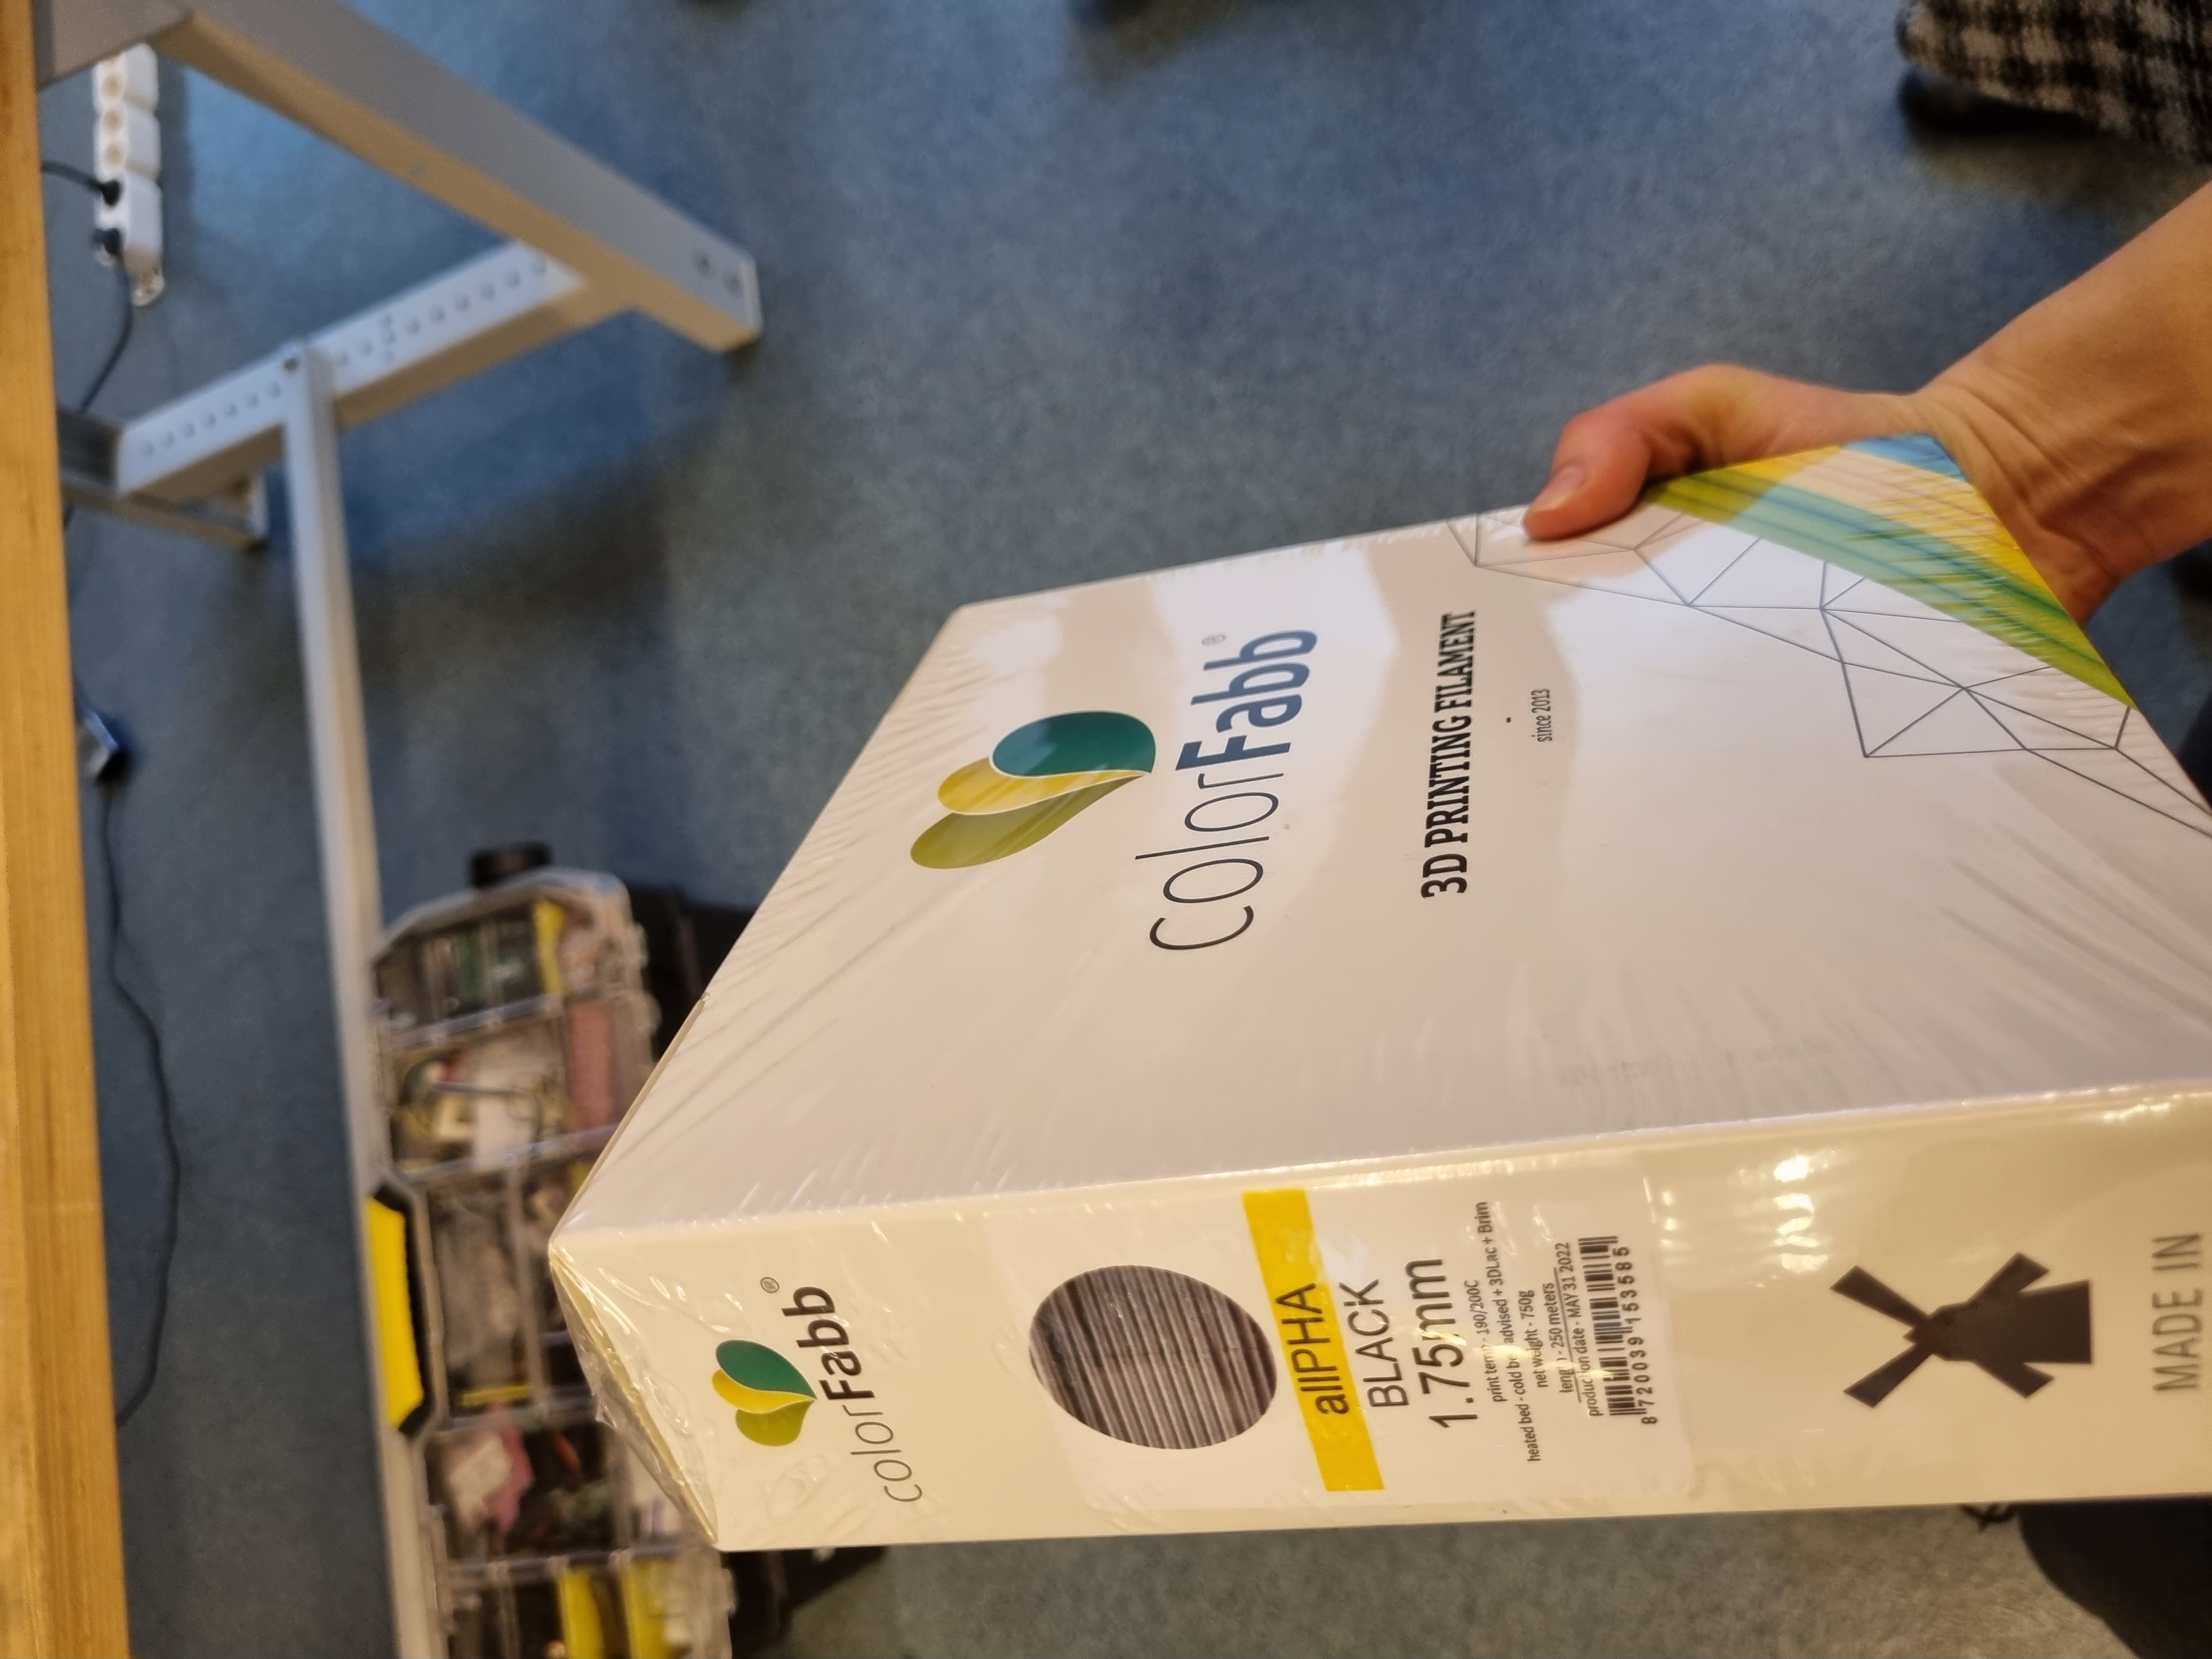 colorFabb®
allPHA
BLACK
1.75mm
print temp - 190/200C
heated bed - cold bed advised + 3DLac + Brim
net weight - 750g
length - 250 meters
production date - MAY 31 2022
8 720039 153585
MADE IN
colorFabb®
3D PRINTING FILAMENT
-
since 2013